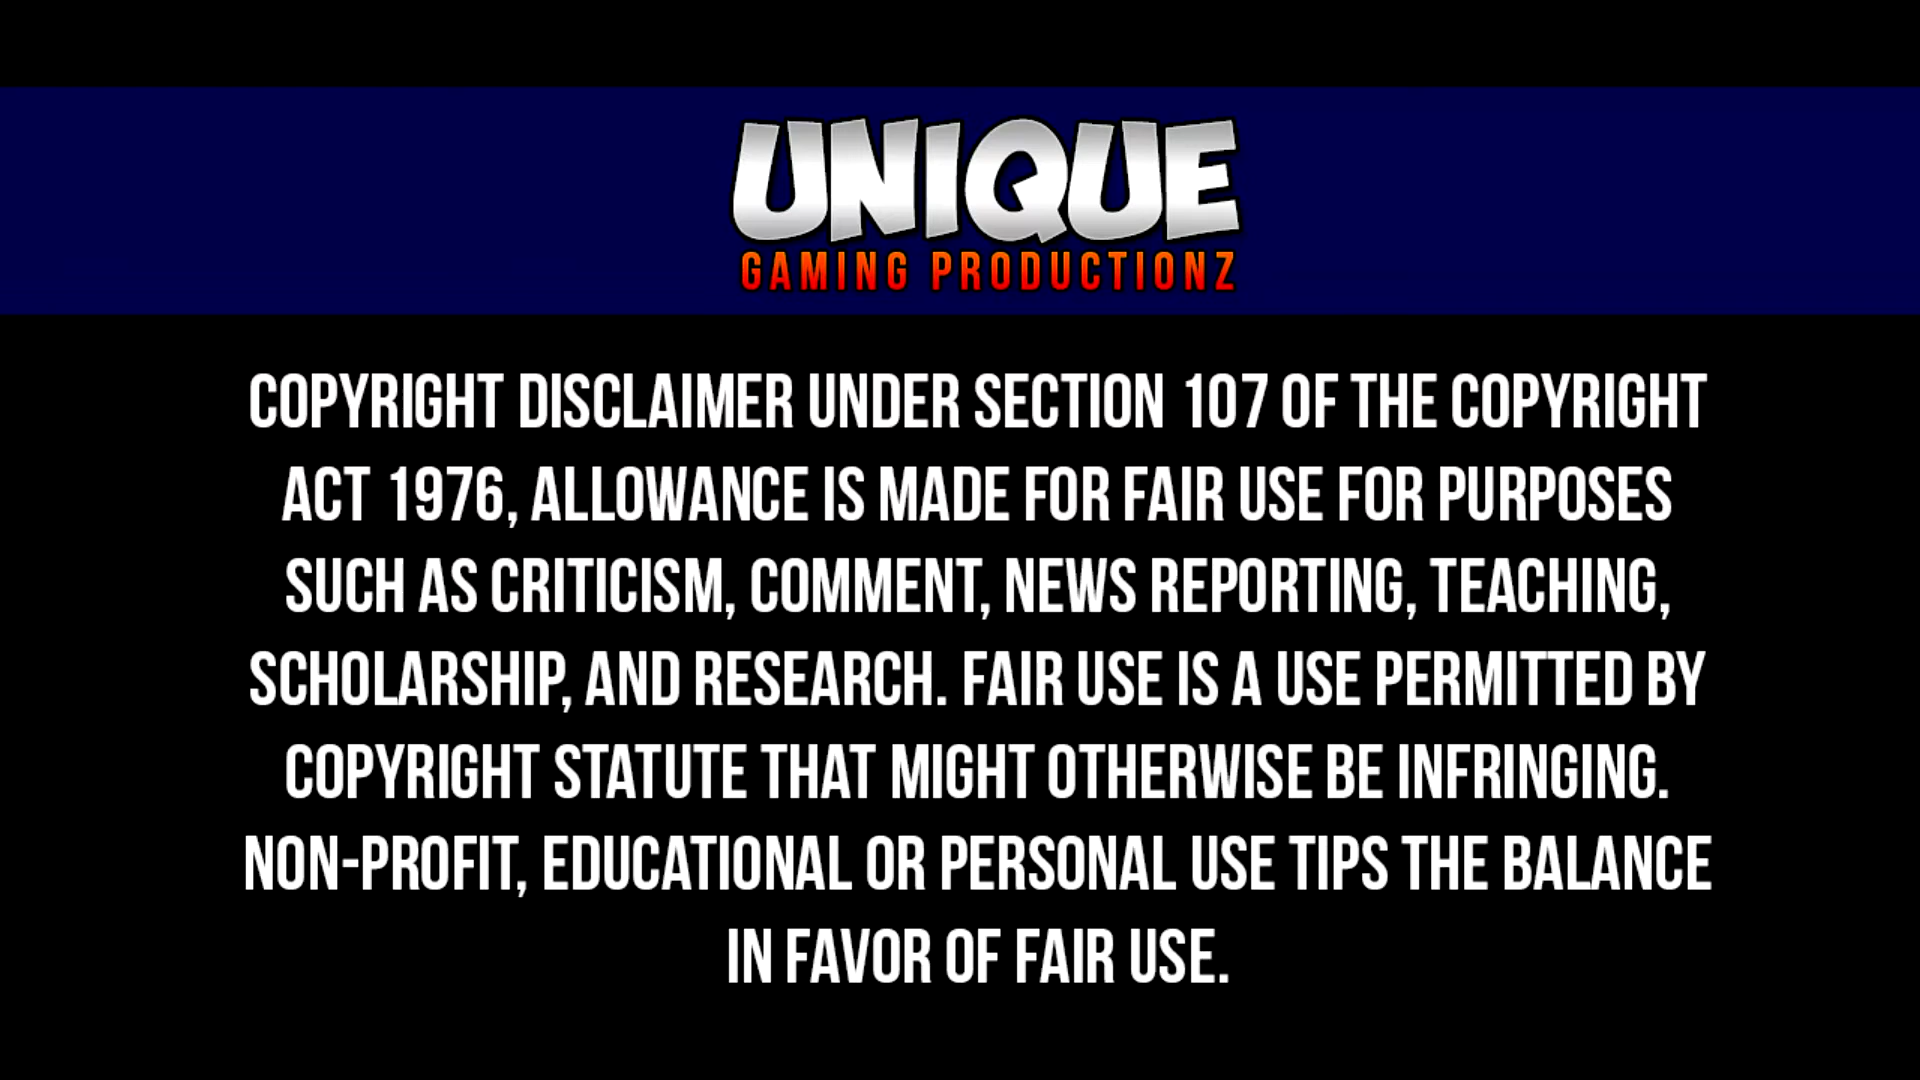 UNIQUE
GAMING PRODUCTIONZ
COPYRIGHT DISCLAIMER UNDER SECTION 107 OF THE COPYRIGHT
ACT 1976, ALLOWANCE IS MADE FOR FAIR USE FOR PURPOSES
SUCH AS CRITICISM, COMMENT, NEWS REPORTING, TEACHING,
SCHOLARSHIP, AND RESEARCH. FAIR USE IS A USE PERMITTED BY
COPYRIGHT STATUTE THAT MIGHT OTHERWISE BE INFRINGING.
NON-PROFIT, EDUCATIONAL OR PERSONAL USE TIPS THE BALANCE
IN FAVOR OF FAIR USE.